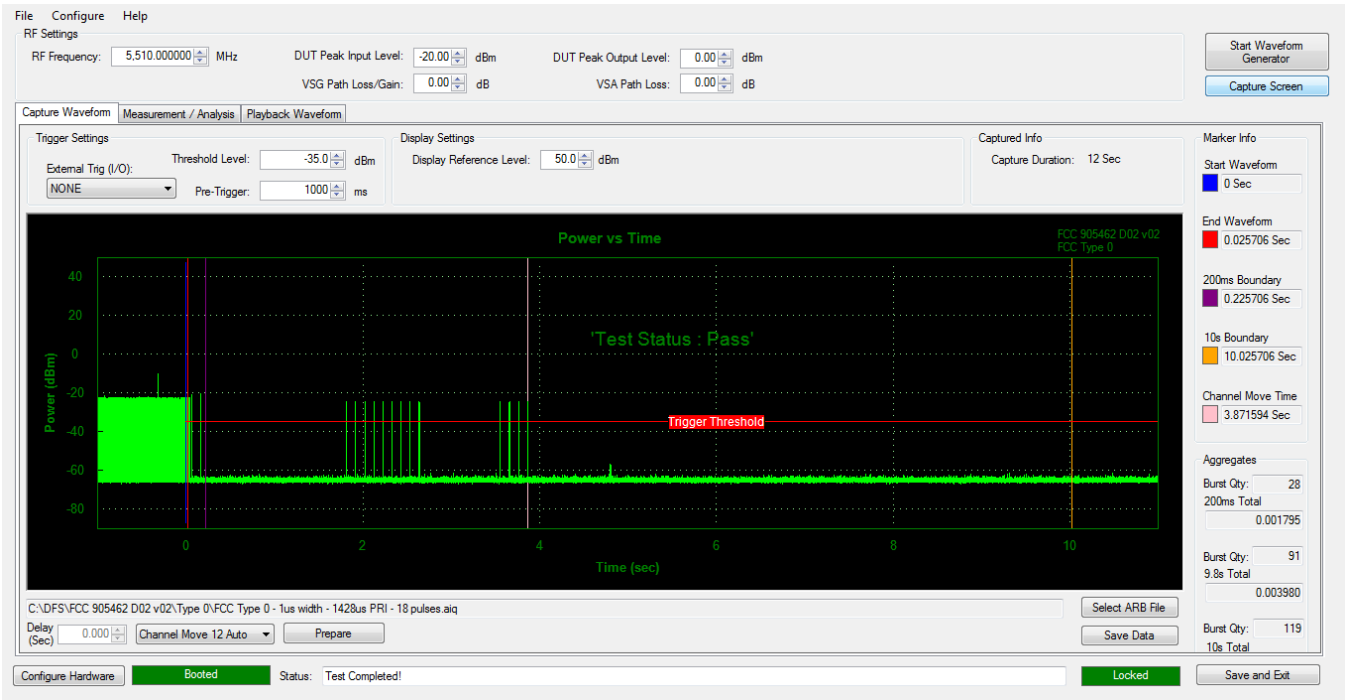 File Configure Help
RF Settings
RF Frequency: 5,510.000000 MHz DUT Peak Input Level: -20.00 dBm DUT Peak Output Level: 0.00 dBm
VSG Path Loss/Gain: 0.00 dB VSA Path Loss: 0.00 dB
Start Waveform
Generator
Capture Screen
Capture Waveform Measurement / Analysis Playback Waveform
Trigger Settings
External Trig (I/O):
NONE
Threshold Level: -35.0 dBm
Pre-Trigger: 1000 ms
Display Settings
Display Reference Level: 50.0 dBm
Captured Info
Capture Duration: 12 Sec
Marker Info
Start Waveform
0 Sec
End Waveform
0.025706 Sec
200ms Boundary
0.225706 Sec
10s Boundary
10.025706 Sec
Channel Move Time
3.871594 Sec
Power vs Time
FCC 905462 D02 v02
FCC Type 0
'Test Status : Pass'
Trigger Threshold
Power (dBm)
40
20
0
-20
-40
-60
-80
0 2 4 6 8 10
Time (sec)
Aggregates
Burst Qty: 28
200ms Total
0.001795
Burst Qty: 91
9.8s Total
0.003980
Burst Qty: 119
10s Total
C:\DFS\FCC 905462 D02 v02\Type 0\FCC Type 0 - 1us width - 1428us PRI - 18 pulses.aiq
Select ARB File
Delay
(Sec) 0.000 Channel Move 12 Auto Prepare
Save Data
Configure Hardware Booted Status: Test Completed! Locked Save and Exit